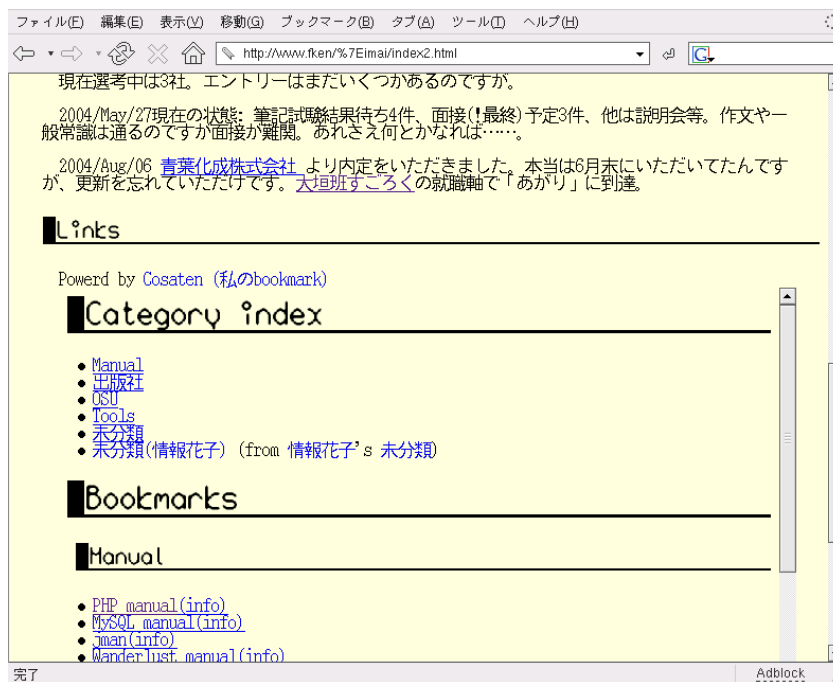 ファイル(F) 編集(E) 表示(V) 移動(G) ブックマーク(B) タブ(A) ツール(T) ヘルプ(H)
http://www.fken/%7Eimai/index2.html
現在選考中は3社。エントリーはまだいくつかあるのですが。
2004/May/27現在の状態: 筆記試験結果待ち4件、面接(!最終)予定3件、他は説明会等。作文や一
般常識は通るのですが面接が難関。あれさえ何とかなれば……。
2004/Aug/06 青葉化成株式会社 より内定をいただきました。本当は6月末にいただいてたんです
が、更新を忘れていただけです。大垣班すごろくの就職軸で「あがり」に到達。
Links
Powerd by Cosaten (私のbookmark)
Category index
Manual
出版社
OSU
Tools
未分類
未分類(情報花子) (from 情報花子's 未分類)
Bookmarks
Manual
PHP manual(info)
MySQL manual(info)
jman(info)
Wanderlust manual(info)
完了 Adblock